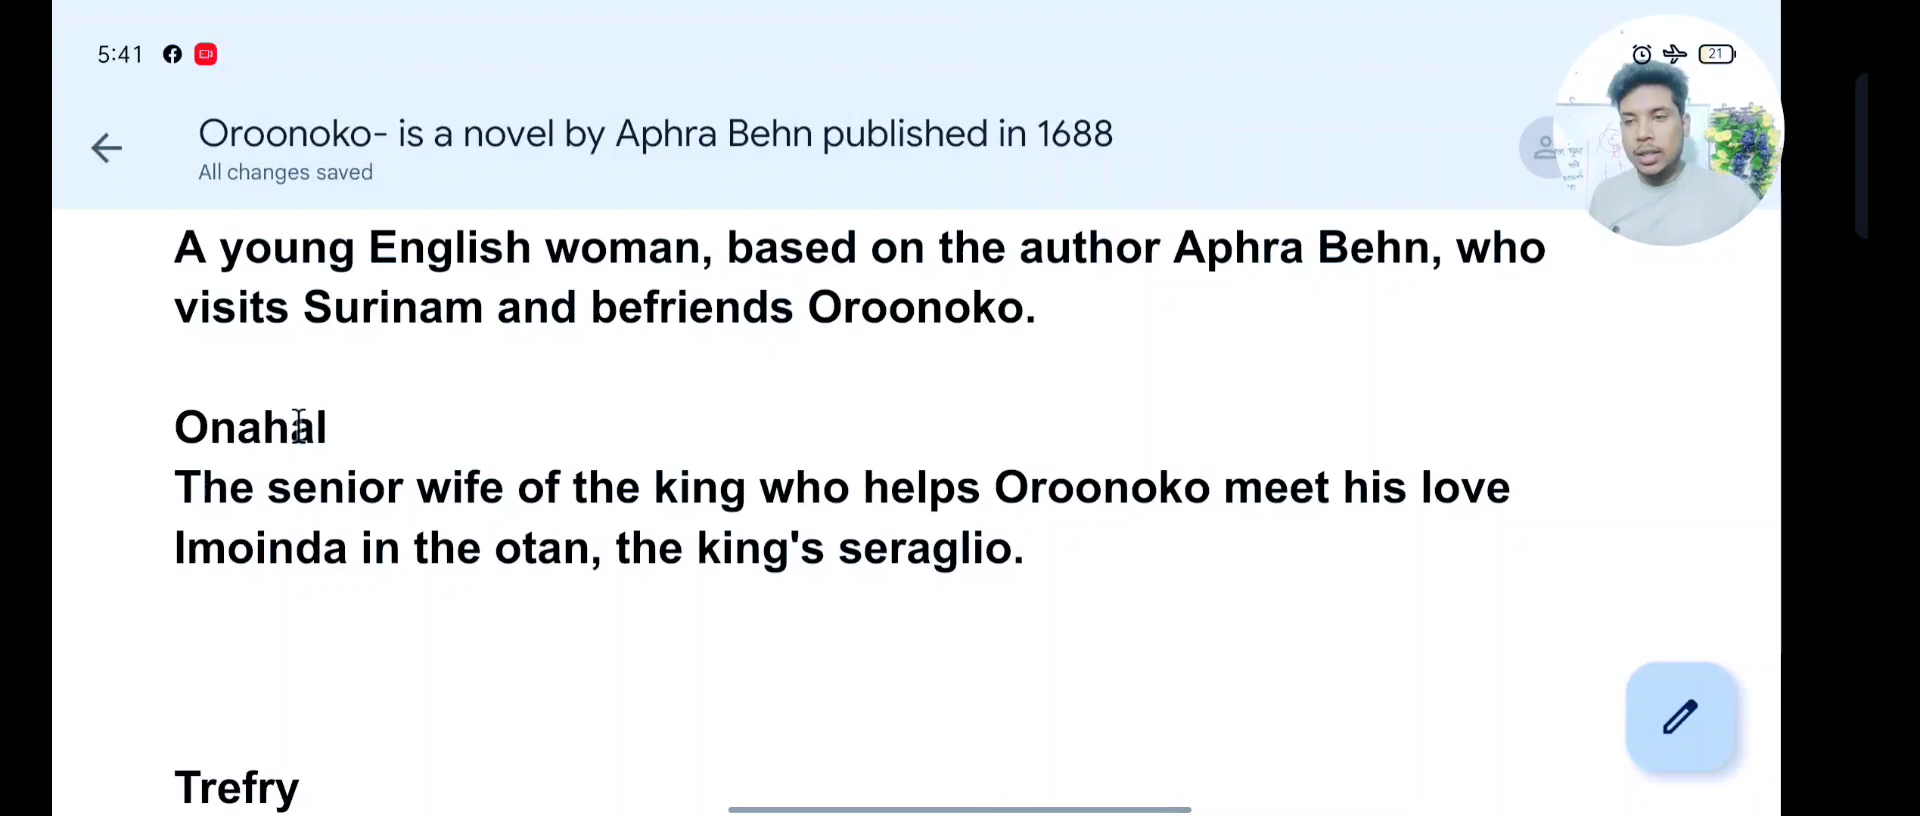 5:41
21
Oroonoko- is a novel by Aphra Behn published in 1688
All changes saved
A young English woman, based on the author Aphra Behn, who
visits Surinam and befriends Oroonoko.
Onahal
The senior wife of the king who helps Oroonoko meet his love
Imoinda in the otan, the king's seraglio.
Trefry